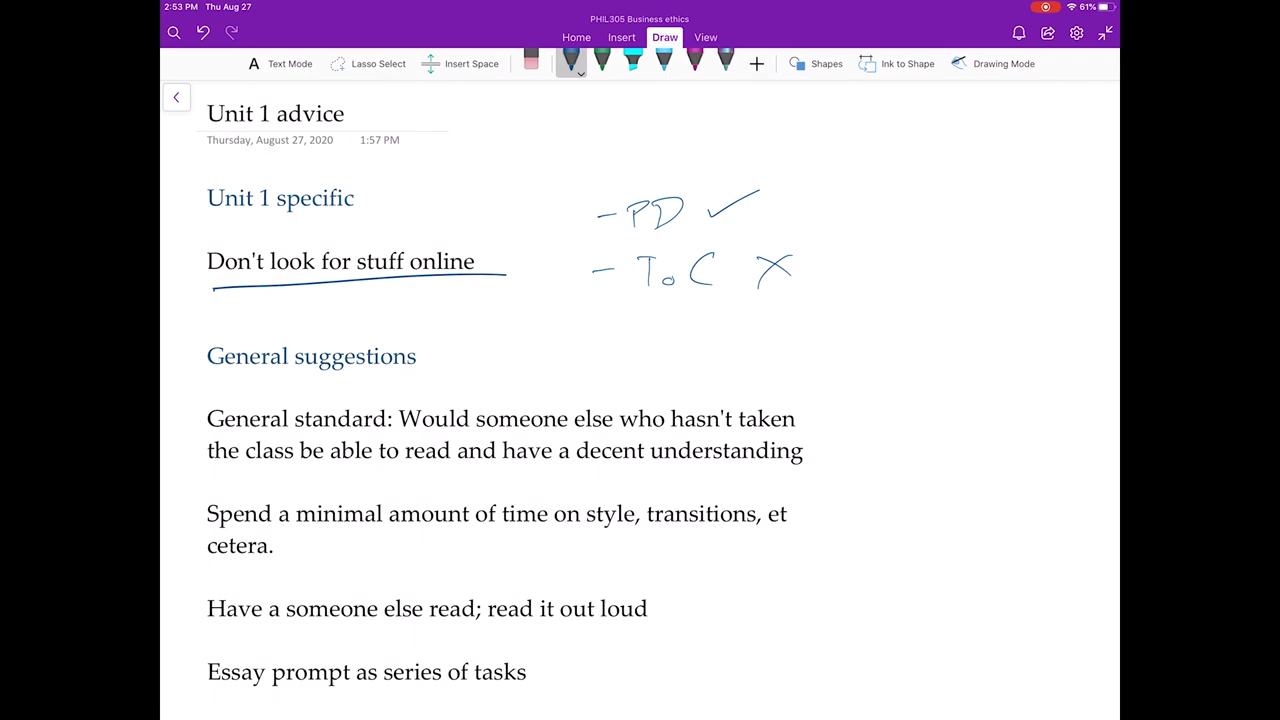 2:53 PM Thu Aug 27
61%
PHIL305 Business ethics
Home Insert Draw View
A Text Mode Lasso Select Insert Space Shapes Ink to Shape Drawing Mode
Unit 1 advice
Thursday, August 27, 2020 1:57 PM
Unit 1 specific
- PD ✓
Don't look for stuff online
- ToC X
General suggestions
General standard: Would someone else who hasn't taken
the class be able to read and have a decent understanding
Spend a minimal amount of time on style, transitions, et
cetera.
Have a someone else read; read it out loud
Essay prompt as series of tasks